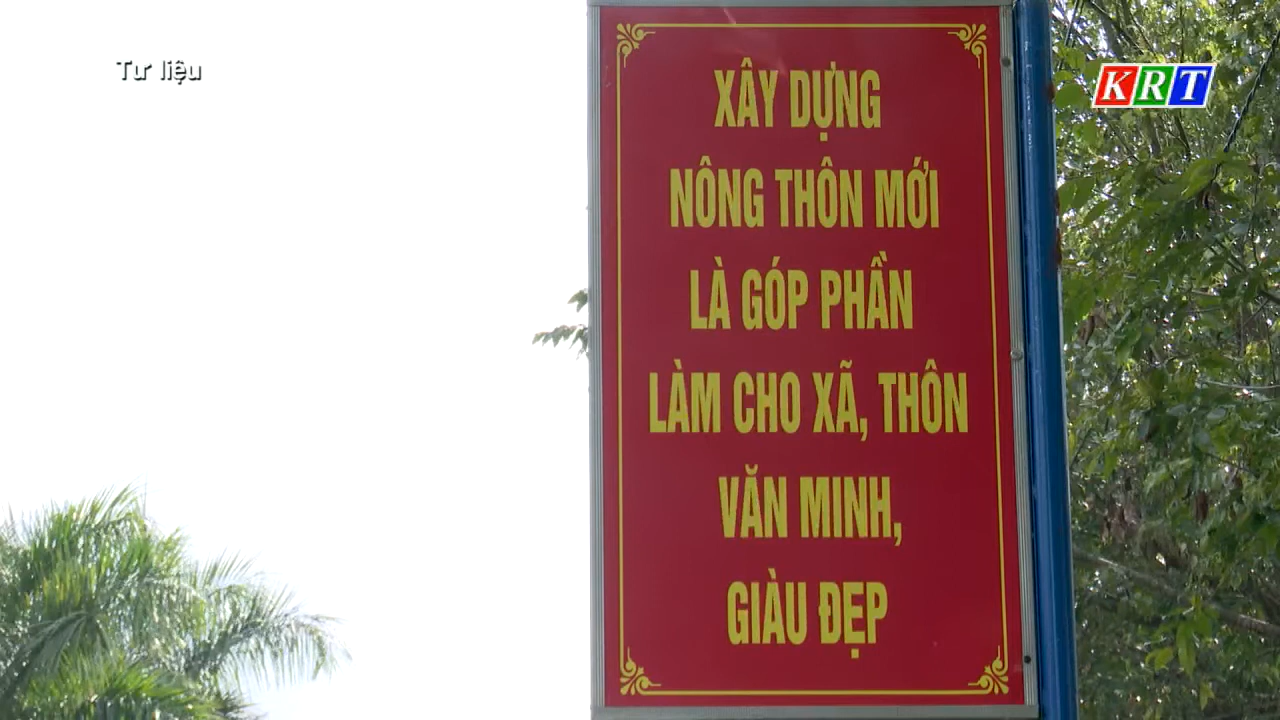 Tư liệu
KRT
XÂY DỰNG
NÔNG THÔN MỚI
LÀ GÓP PHẦN
LÀM CHO XÃ, THÔN
VĂN MINH,
GIÀU ĐẸP